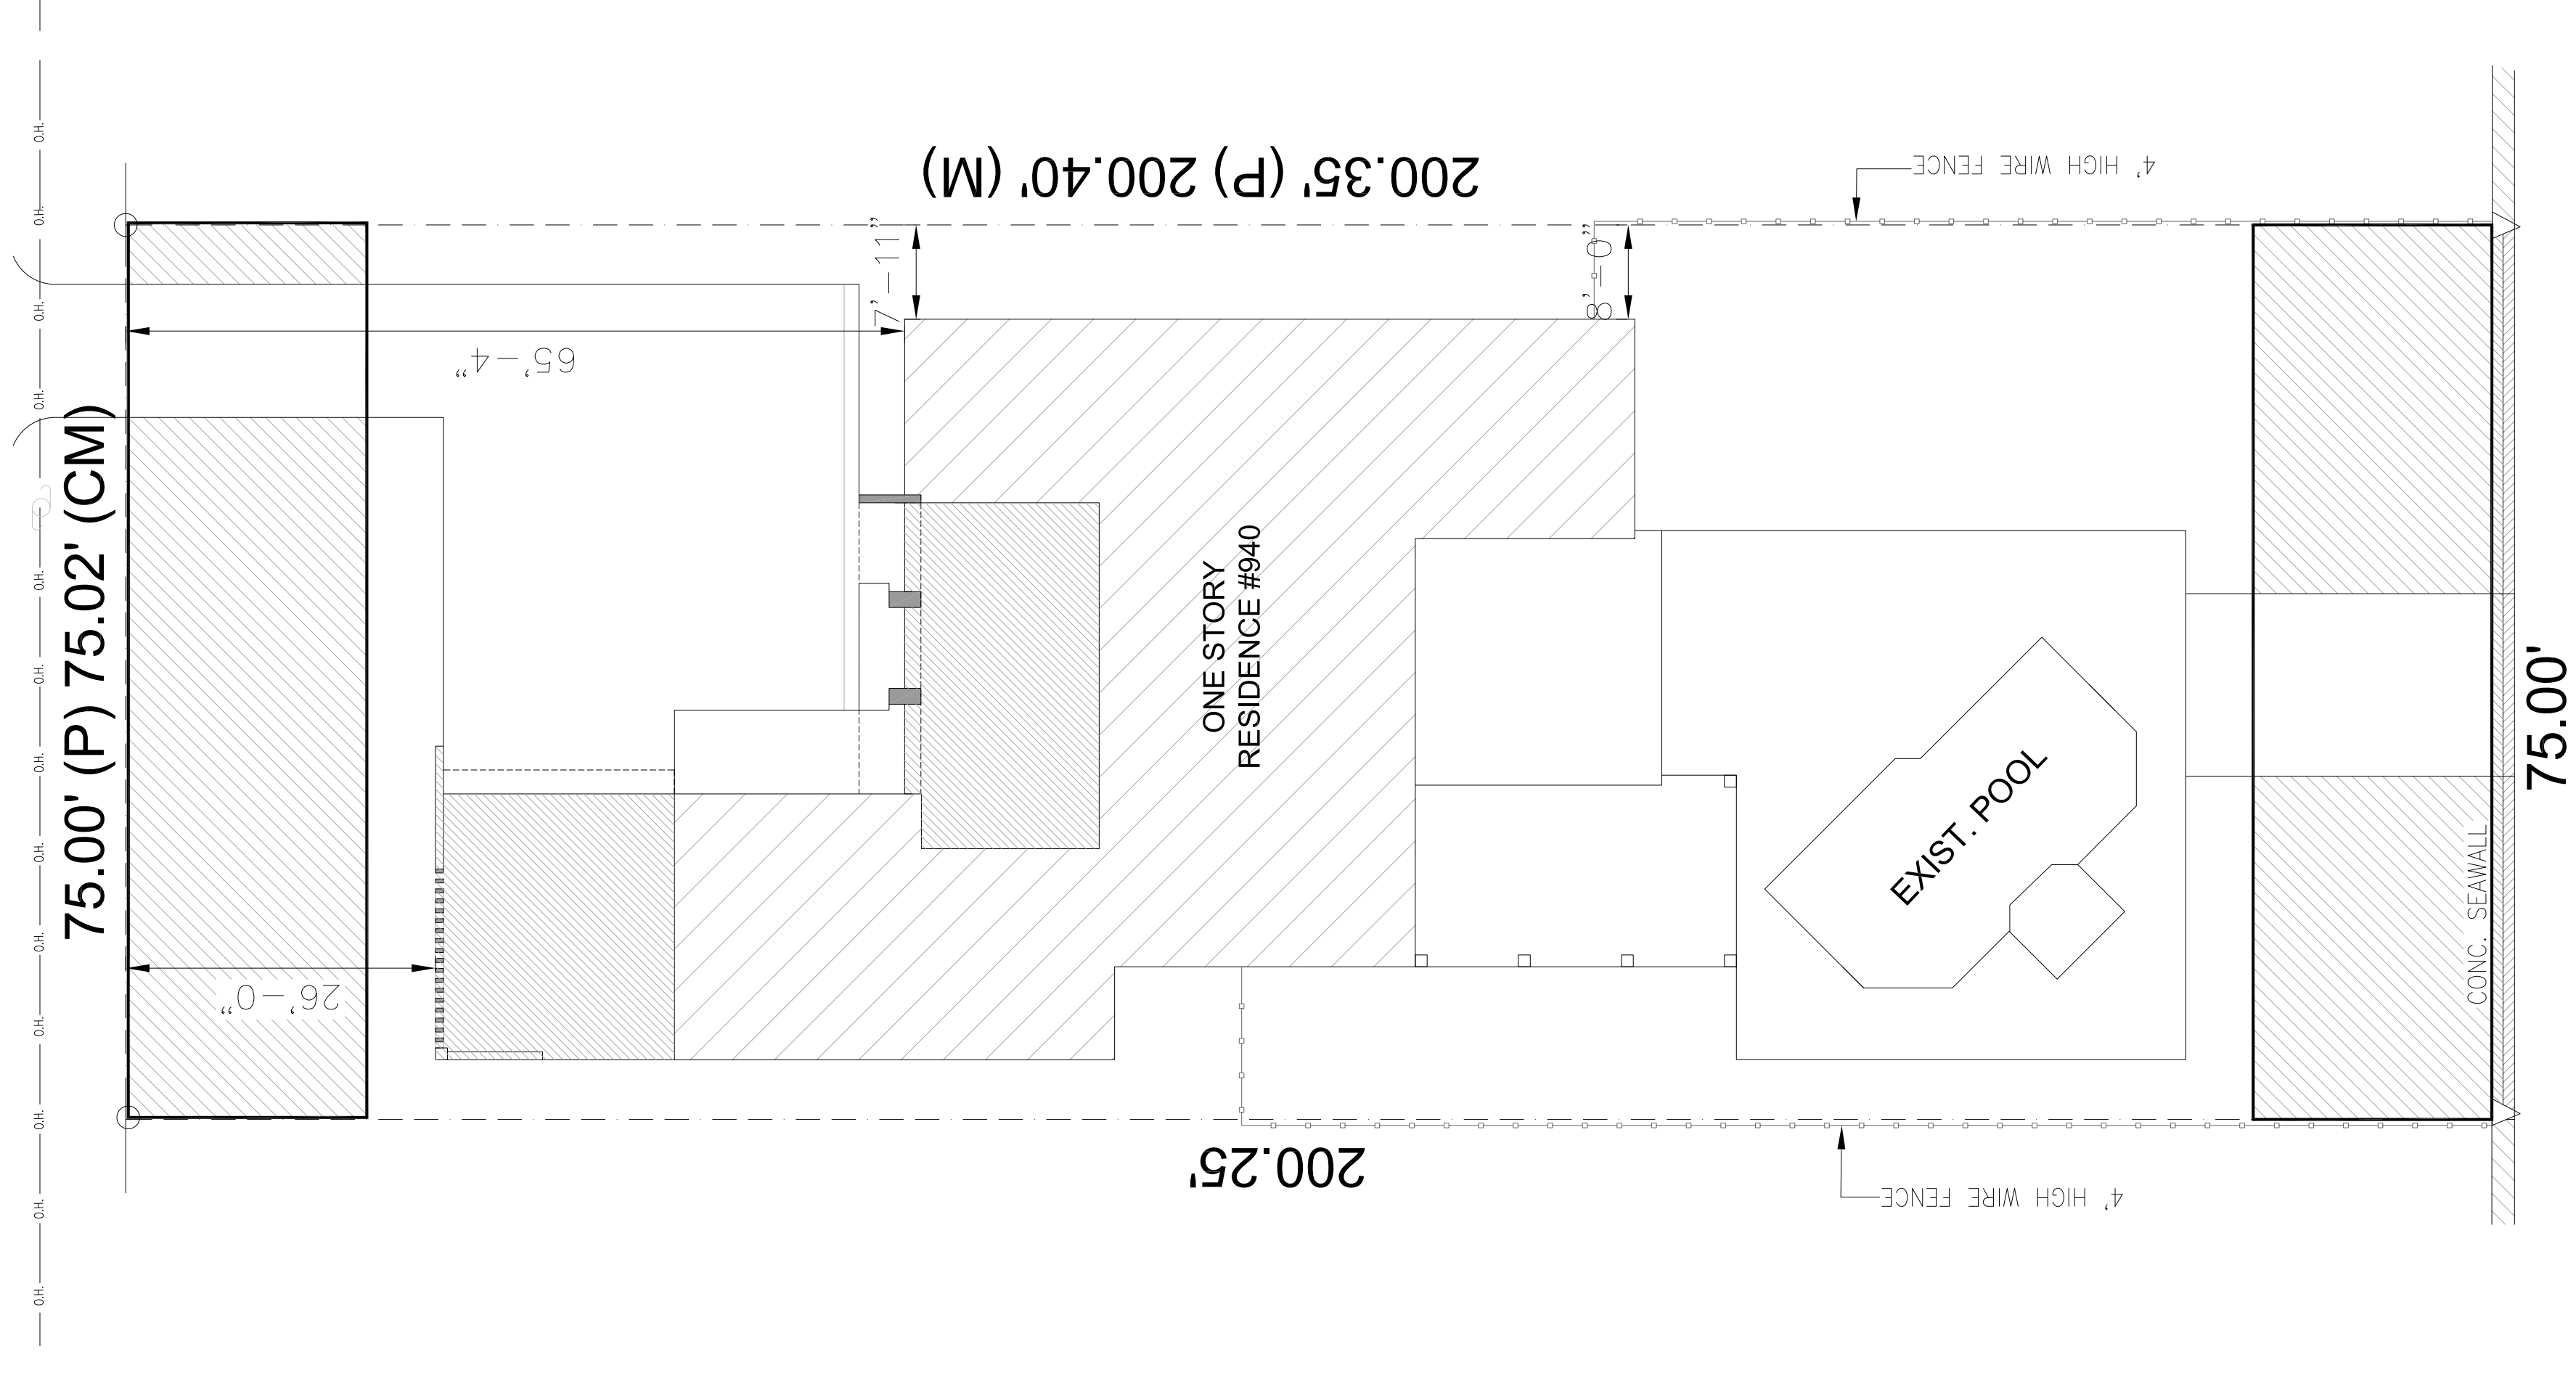 200.35' (P) 200.40' (M)
4' HIGH WIRE FENCE
7'-11"
8'-0"
65'-4"
O.H.
O.H.
O.H.
O.H.
O.H.
O.H.
O.H.
O.H.
O.H.
O.H.
O.H.
O.H.
O.H.
75.00' (P) 75.02' (CM)
ONE STORY
RESIDENCE #940
EXIST. POOL
CONC. SEAWALL
75.00'
26'-0"
200.25'
4' HIGH WIRE FENCE